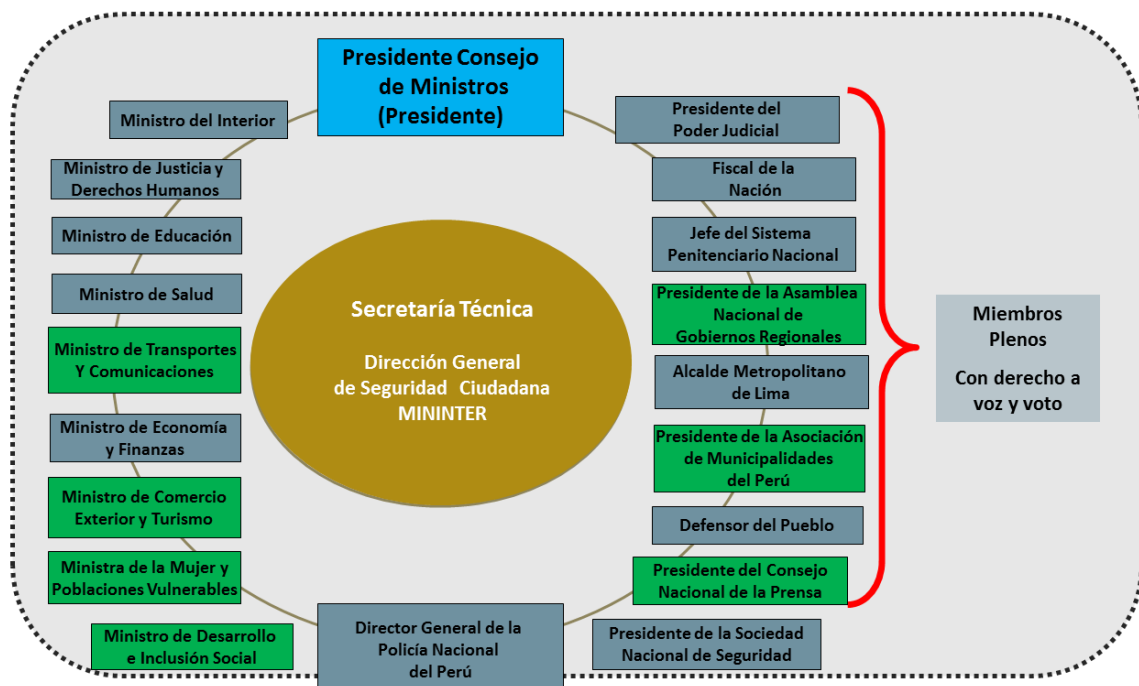 Presidente Consejo
de Ministros
(Presidente)
Ministro del Interior
Ministro de Justicia y
Derechos Humanos
Ministro de Educación
Ministro de Salud
Ministro de Transportes
Y Comunicaciones
Ministro de Economía
y Finanzas
Ministro de Comercio
Exterior y Turismo
Ministra de la Mujer y
Poblaciones Vulnerables
Ministro de Desarrollo
e Inclusión Social
Director General de la
Policía Nacional
del Perú
Secretaría Técnica
Dirección General
de Seguridad Ciudadana
MININTER
Presidente del
Poder Judicial
Fiscal de la
Nación
Jefe del Sistema
Penitenciario Nacional
Presidente de la Asamblea
Nacional de
Gobiernos Regionales
Alcalde Metropolitano
de Lima
Presidente de la Asociación
de Municipalidades
del Perú
Defensor del Pueblo
Presidente del Consejo
Nacional de la Prensa
Presidente de la Sociedad
Nacional de Seguridad
Miembros
Plenos
Con derecho a
voz y voto